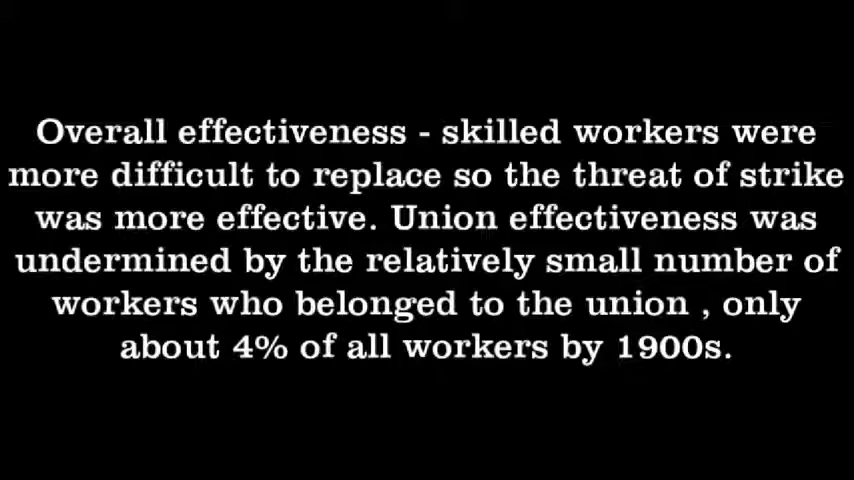 Overall effectiveness - skilled workers were
more difficult to replace so the threat of strike
was more effective. Union effectiveness was
undermined by the relatively small number of
workers who belonged to the union , only
about 4% of all workers by 1900s.